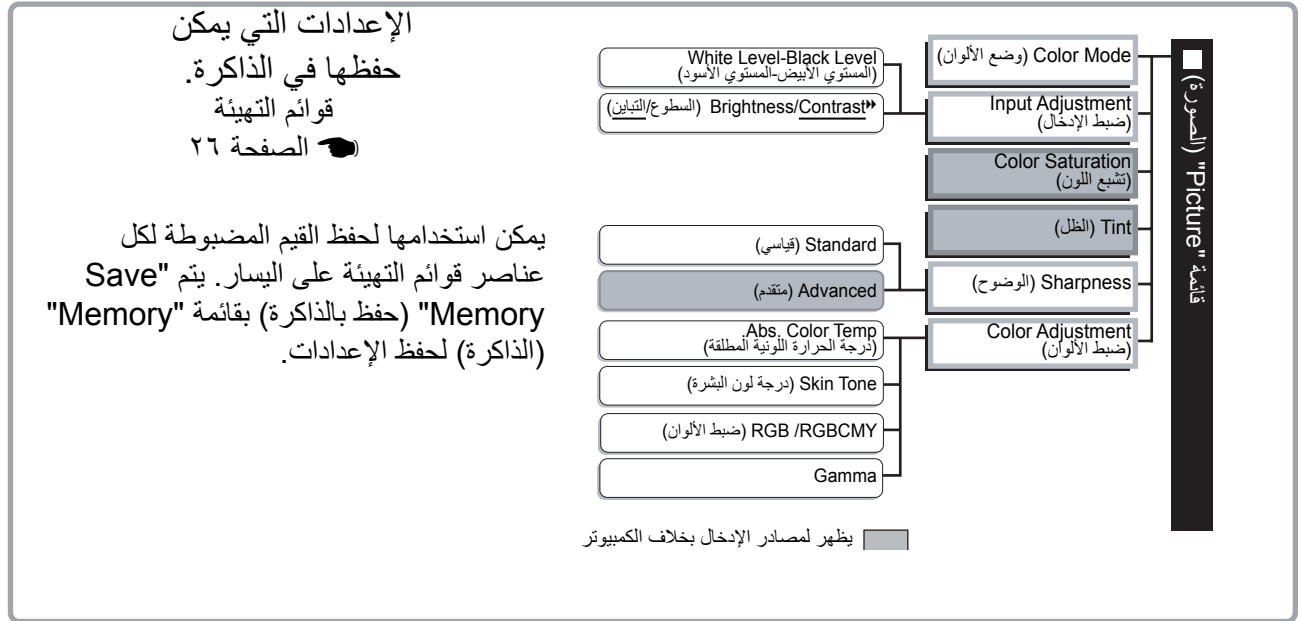 الإعدادات التي يمكن
حفظها في الذاكرة.
قوائم التهيئة
☚ الصفحة ٢٦
يمكن استخدامها لحفظ القيم المضبوطة لكل
عناصر قوائم التهيئة على اليسار. يتم "Save
Memory" (حفظ بالذاكرة) بقائمة "Memory"
(الذاكرة) لحفظ الإعدادات.
■ قائمة "Picture" (الصورة)
Color Mode (وضع الألوان)
Input Adjustment
(ضبط الإدخال)
White Level-Black Level
(المستوي الأبيض-المستوي الأسود)
Brightness/Contrast (السطوع/التباين)
Color Saturation
(تشبع اللون)
Tint (الظل)
Sharpness (الوضوح)
Standard (قياسي)
Advanced (متقدم)
Color Adjustment
(ضبط الألوان)
Abs. Color Temp.
(درجة الحرارة اللونية المطلقة)
Skin Tone (درجة لون البشرة)
RGB /RGBCMY (ضبط الألوان)
Gamma
يظهر لمصادر الإدخال بخلاف الكمبيوتر